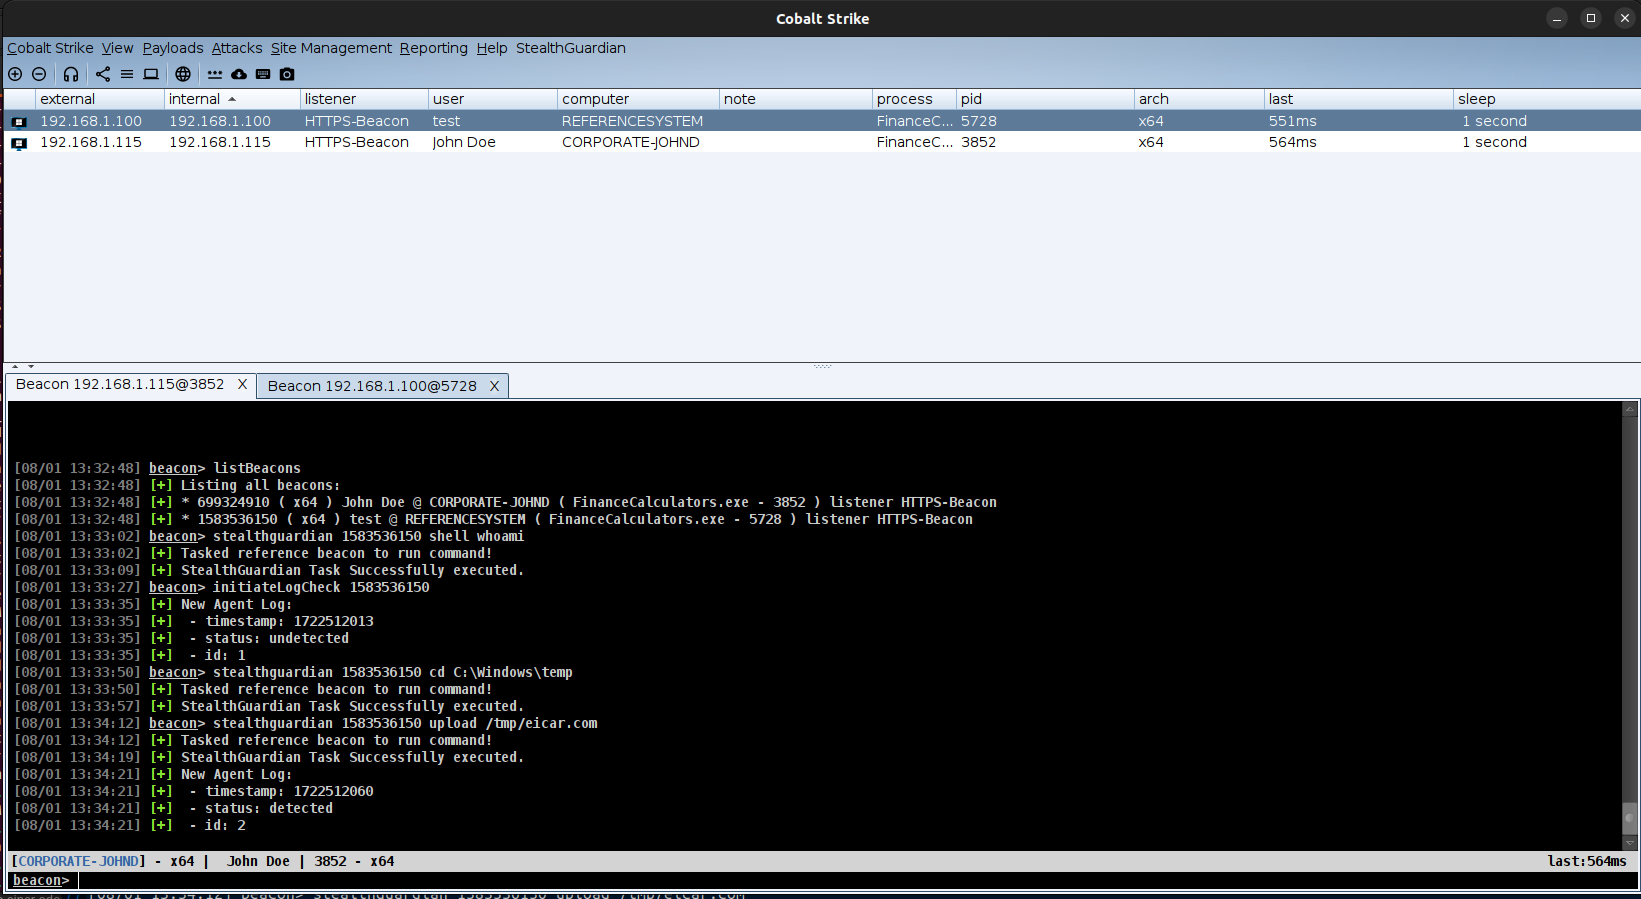 Cobalt Strike
Cobalt Strike View Payloads Attacks Site Management Reporting Help StealthGuardian
external internal listener user computer note process pid arch last sleep
192.168.1.100 192.168.1.100 HTTPS-Beacon test REFERENCESYSTEM FinanceC... 5728 x64 551ms 1 second
192.168.1.115 192.168.1.115 HTTPS-Beacon John Doe CORPORATE-JOHND FinanceC... 3852 x64 564ms 1 second
Beacon 192.168.1.115@3852 X Beacon 192.168.1.100@5728 X
[08/01 13:32:48] beacon> listBeacons
[08/01 13:32:48] [+] Listing all beacons:
[08/01 13:32:48] [+] * 699324910 ( x64 ) John Doe @ CORPORATE-JOHND ( FinanceCalculators.exe - 3852 ) listener HTTPS-Beacon
[08/01 13:32:48] [+] * 1583536150 ( x64 ) test @ REFERENCESYSTEM ( FinanceCalculators.exe - 5728 ) listener HTTPS-Beacon
[08/01 13:33:02] beacon> stealthguardian 1583536150 shell whoami
[08/01 13:33:02] [+] Tasked reference beacon to run command!
[08/01 13:33:09] [+] StealthGuardian Task Successfully executed.
[08/01 13:33:27] beacon> initiateLogCheck 1583536150
[08/01 13:33:35] [+] New Agent Log:
[08/01 13:33:35] [+] - timestamp: 1722512013
[08/01 13:33:35] [+] - status: undetected
[08/01 13:33:35] [+] - id: 1
[08/01 13:33:50] beacon> stealthguardian 1583536150 cd C:\Windows\temp
[08/01 13:33:50] [+] Tasked reference beacon to run command!
[08/01 13:33:57] [+] StealthGuardian Task Successfully executed.
[08/01 13:34:12] beacon> stealthguardian 1583536150 upload /tmp/eicar.com
[08/01 13:34:12] [+] Tasked reference beacon to run command!
[08/01 13:34:19] [+] StealthGuardian Task Successfully executed.
[08/01 13:34:21] [+] New Agent Log:
[08/01 13:34:21] [+] - timestamp: 1722512060
[08/01 13:34:21] [+] - status: detected
[08/01 13:34:21] [+] - id: 2
[CORPORATE-JOHND] - x64 | John Doe | 3852 - x64 last:564ms
beacon>
[08/01 13:34:12] beacon> stealthguardian 1583536150 upload /tmp/eicar.com